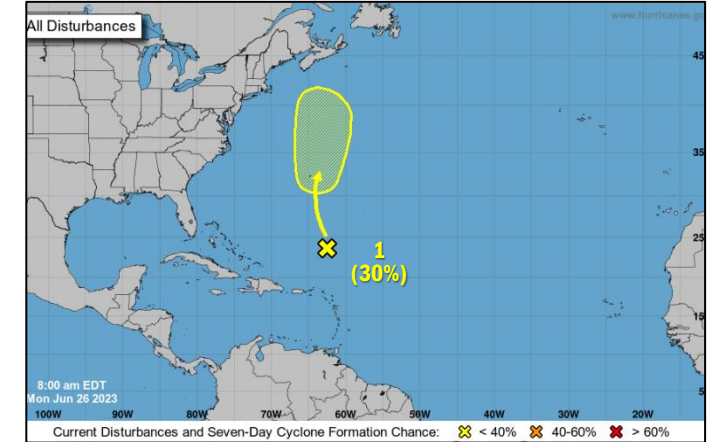 All Disturbances
www.hurricanes.go
45
35
25
1
(30%)
15
5
8:00 am EDT
Mon Jun 26 2023
100W 90W 80W 70W 60W 50W 40W 30W 20W
Current Disturbances and Seven-Day Cyclone Formation Chance: < 40% 40-60% > 60%